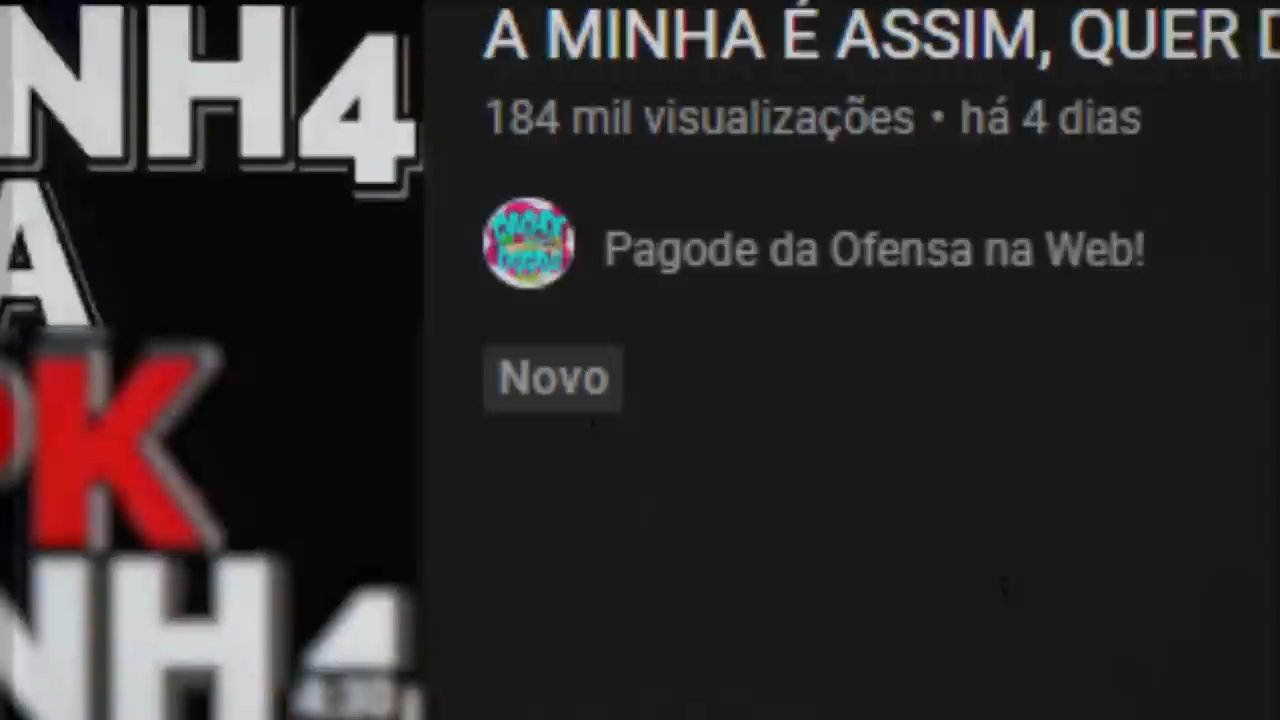 NH4
A
K
NH4
A MINHA É ASSIM, QUER
184 mil visualizações • há 4 dias
Pagode da Ofensa na Web!
Novo